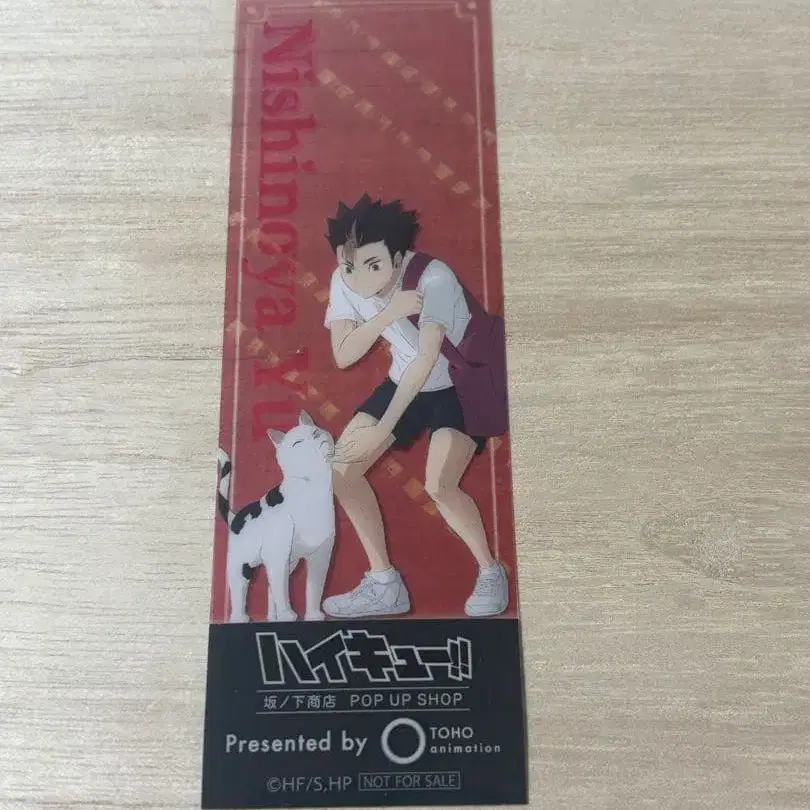 Nishinoya Yu
ハイキュー!!
坂ノ下商店 POP UP SHOP
Presented by TOHO animation
©HF/S,HP NOT FOR SALE